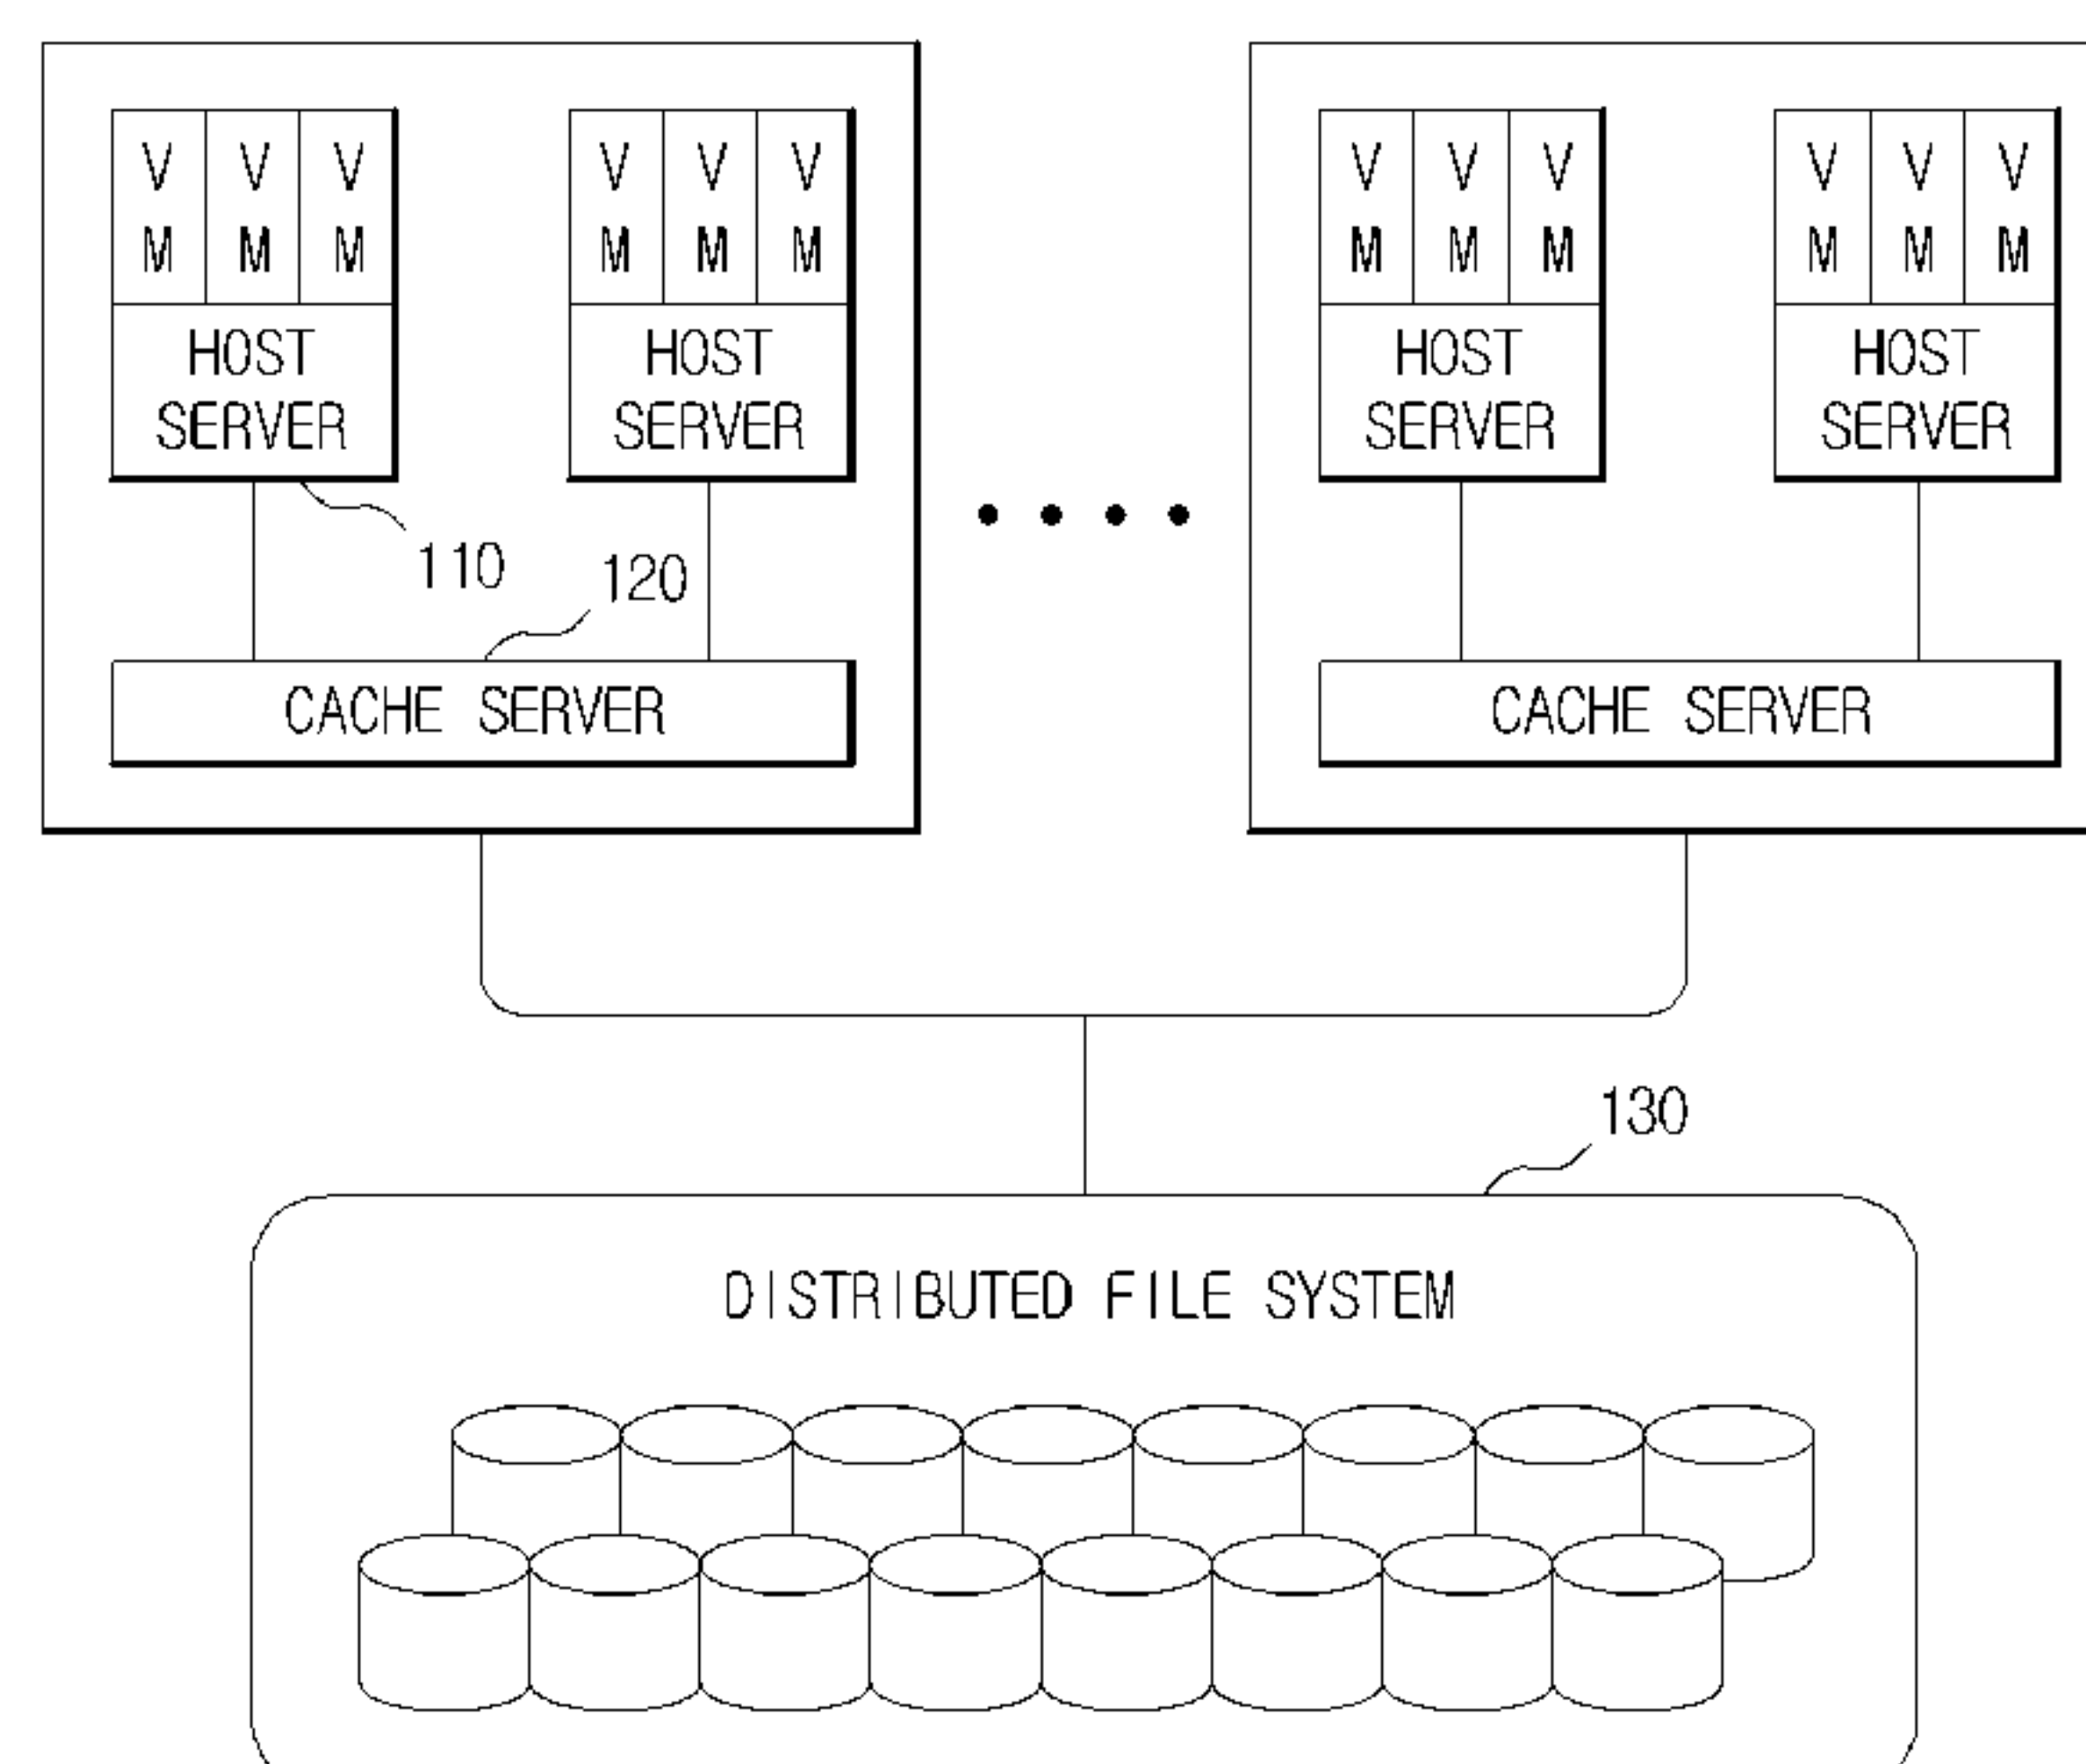 V V V V V V V V V V V V
M M M M M M M M M M M M
HOST HOST HOST HOST
SERVER SERVER SERVER SERVER
110 120
CACHE SERVER CACHE SERVER
130
DISTRIBUTED FILE SYSTEM